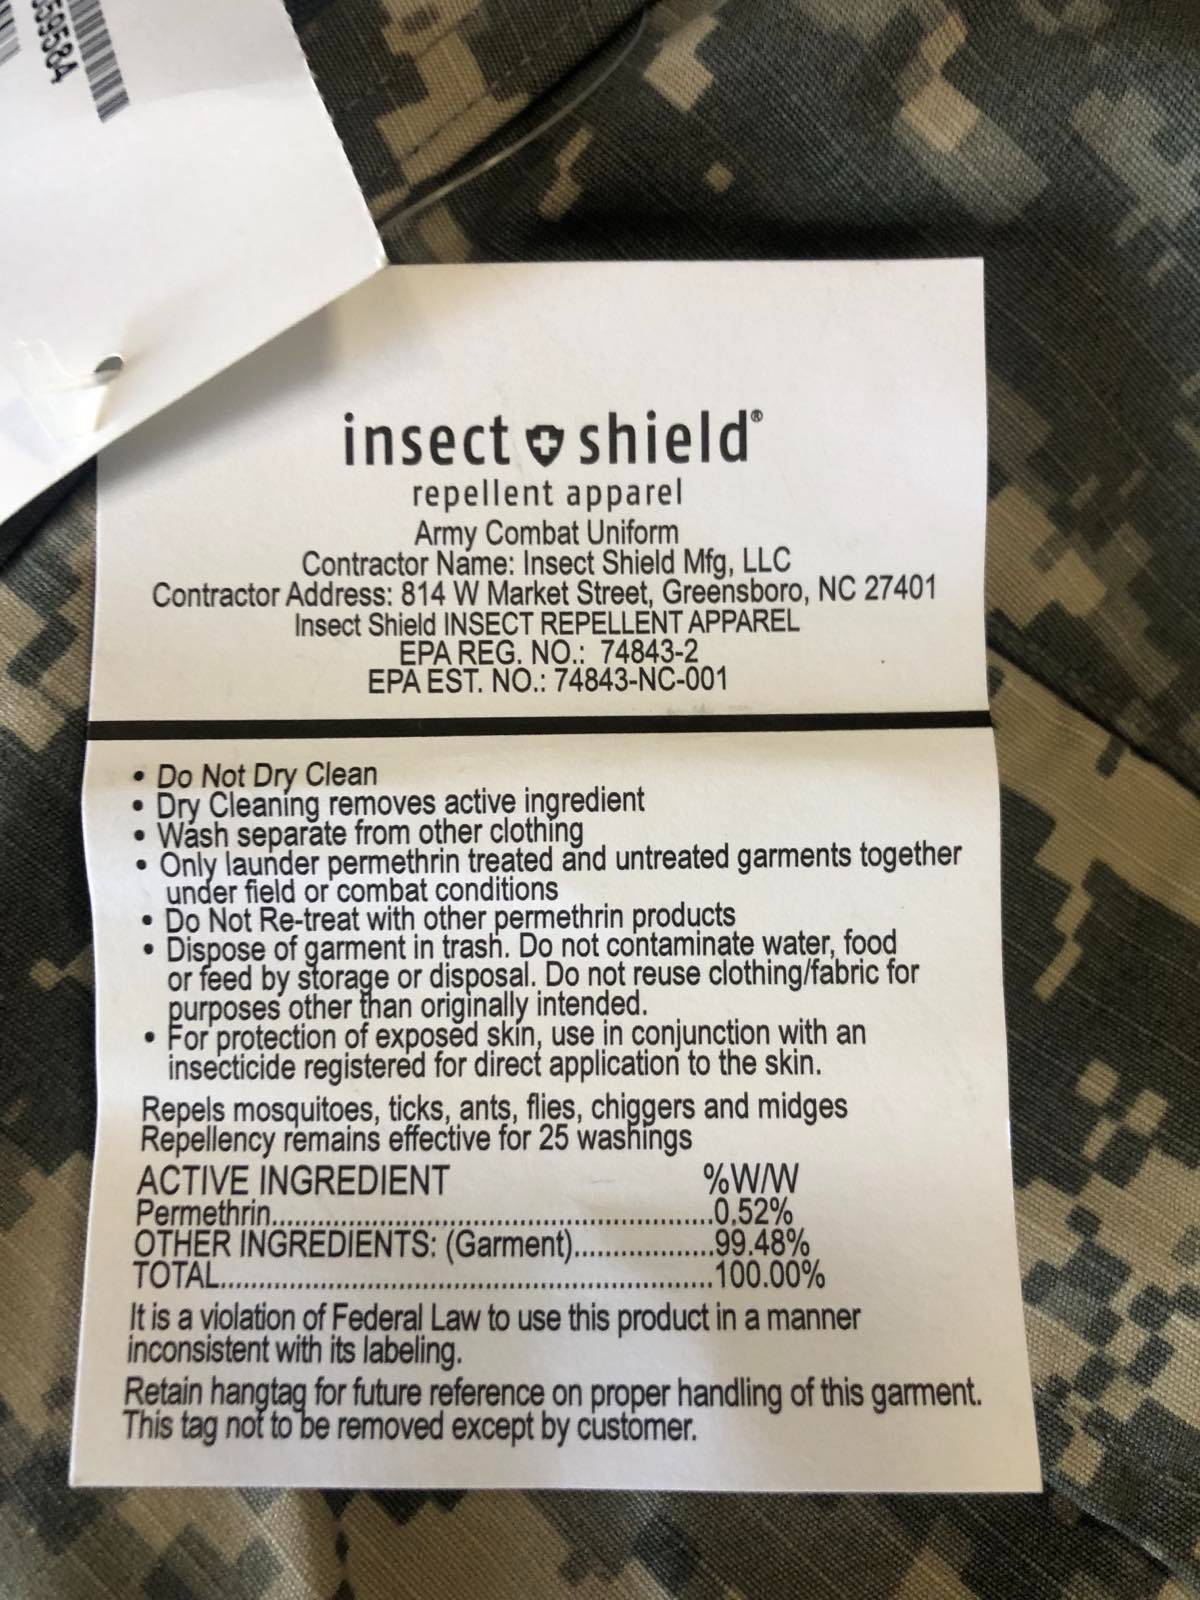 59584
insect shield®
repellent apparel
Army Combat Uniform
Contractor Name: Insect Shield Mfg, LLC
Contractor Address: 814 W Market Street, Greensboro, NC 27401
Insect Shield INSECT REPELLENT APPAREL
EPA REG. NO.: 74843-2
EPA EST. NO.: 74843-NC-001
• Do Not Dry Clean
• Dry Cleaning removes active ingredient
• Wash separate from other clothing
• Only launder permethrin treated and untreated garments together
under field or combat conditions
• Do Not Re-treat with other permethrin products
• Dispose of garment in trash. Do not contaminate water, food
or feed by storage or disposal. Do not reuse clothing/fabric for
purposes other than originally intended.
• For protection of exposed skin, use in conjunction with an
insecticide registered for direct application to the skin.
Repels mosquitoes, ticks, ants, flies, chiggers and midges
Repellency remains effective for 25 washings
ACTIVE INGREDIENT %W/W
Permethrin...................................................0.52%
OTHER INGREDIENTS: (Garment)...................99.48%
TOTAL.........................................................100.00%
It is a violation of Federal Law to use this product in a manner
inconsistent with its labeling.
Retain hangtag for future reference on proper handling of this garment.
This tag not to be removed except by customer.